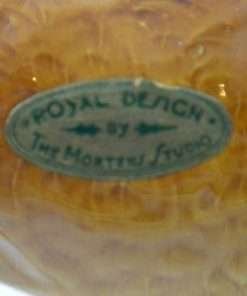 ROYAL DESIGN
BY
THE MORTENS STUDIO